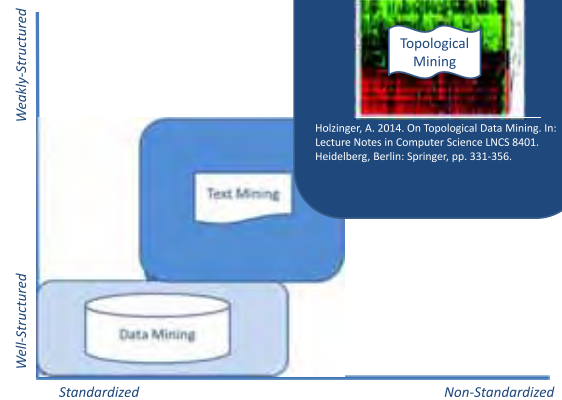 Weakly-Structured
Topological
Mining
Holzinger, A. 2014. On Topological Data Mining. In:
Lecture Notes in Computer Science LNCS 8401.
Heidelberg, Berlin: Springer, pp. 331-356.
Text Mining
Well-Structured
Data Mining
Standardized
Non-Standardized